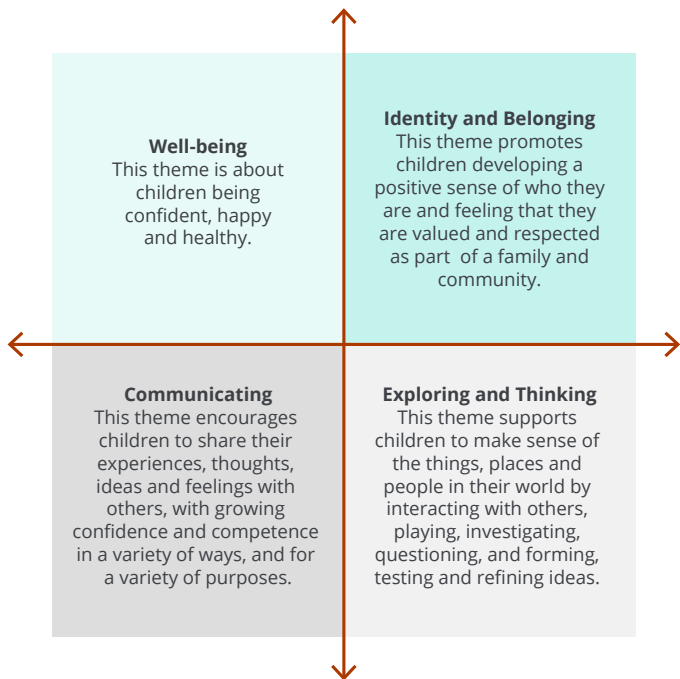 Well-being
This theme is about
children being
confident, happy
and healthy.
Identity and Belonging
This theme promotes
children developing a
positive sense of who they
are and feeling that they
are valued and respected
as part  of a family and
community.
Communicating
This theme encourages
children to share their
experiences, thoughts,
ideas and feelings with
others, with growing
confidence and competence
in a variety of ways, and for
a variety of purposes.
Exploring and Thinking
This theme supports
children to make sense of
the things, places and
people in their world by
interacting with others,
playing, investigating,
questioning, and forming,
testing and refining ideas.